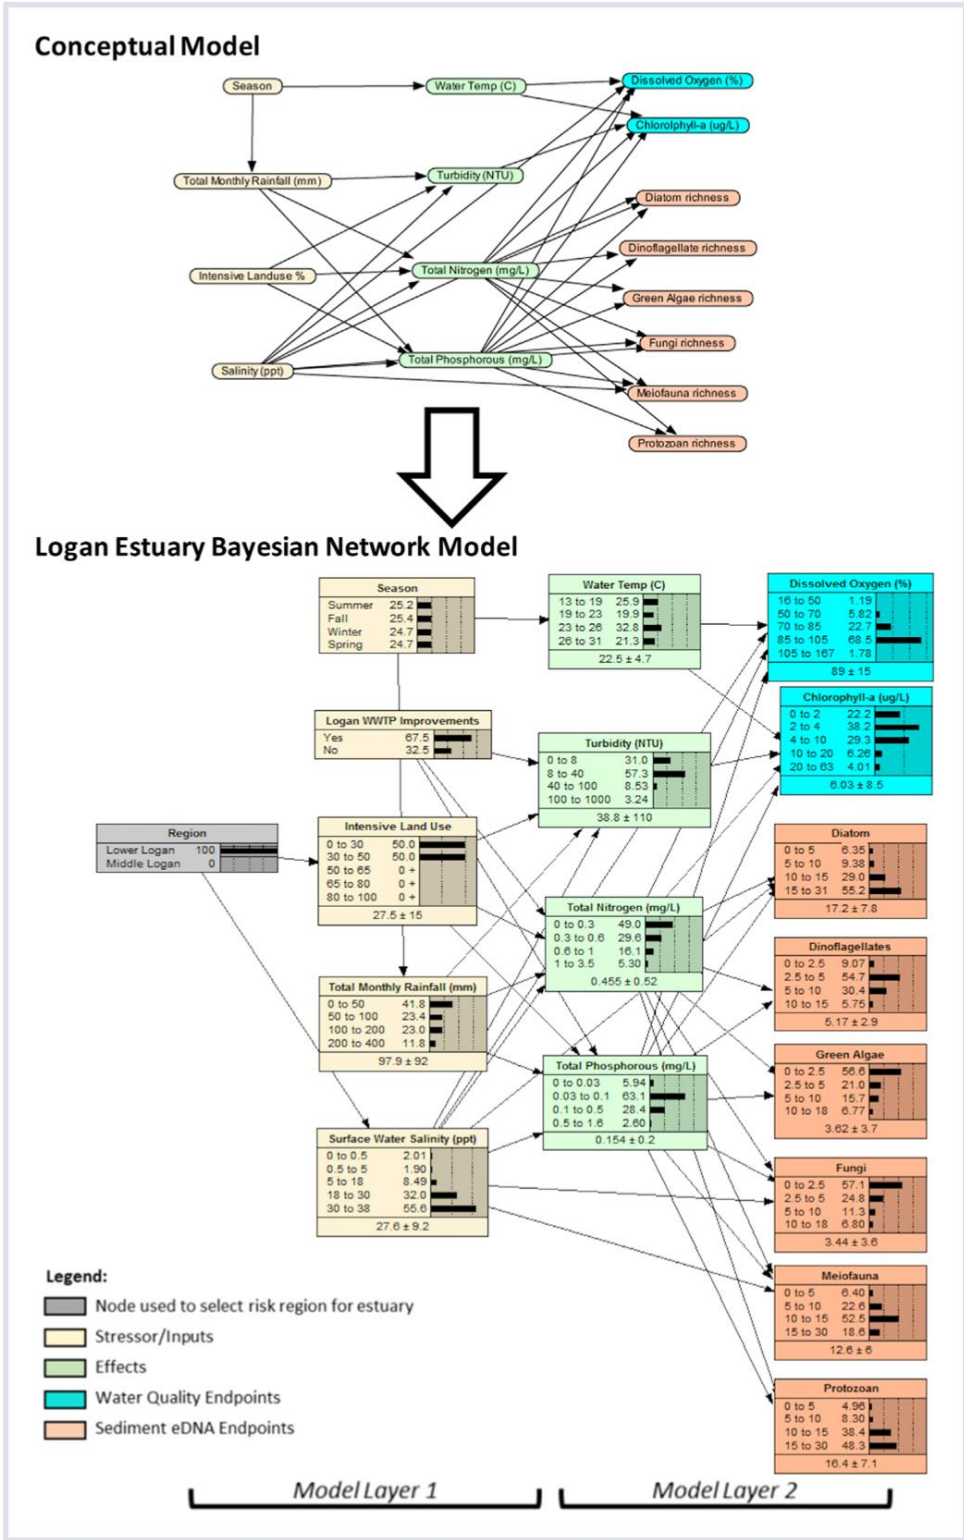 Conceptual Model
Season
Water Temp (C)
Dissolved Oxygen (%)
Chlorolphyll-a (ug/L)
Total Monthly Rainfall (mm)
Turbidity (NTU)
Diatom richness
Dinoflagellate richness
Intensive Landuse %
Total Nitrogen (mg/L)
Green Algae richness
Fungi richness
Salinity (ppt)
Total Phosphorous (mg/L)
Meiofauna richness
Protozoan richness
Logan Estuary Bayesian Network Model
Season
Summer 25.2
Fall 25.4
Winter 24.7
Spring 24.7
Water Temp (C)
13 to 19 25.9
19 to 23 19.9
23 to 26 32.8
26 to 31 21.3
22.5 ± 4.7
Dissolved Oxygen (%)
16 to 50 1.19
50 to 70 5.82
70 to 85 22.7
85 to 105 68.5
105 to 167 1.78
89 ± 15
Logan WWTP Improvements
Yes 67.5
No 32.5
Turbidity (NTU)
0 to 8 31.0
8 to 40 57.3
40 to 100 8.53
100 to 1000 3.24
38.8 ± 110
Chlorophyll-a (ug/L)
0 to 2 22.2
2 to 4 38.2
4 to 10 29.3
10 to 20 6.26
20 to 63 4.01
6.03 ± 8.5
Region
Lower Logan 100
Middle Logan 0
Intensive Land Use
0 to 30 50.0
30 to 50 50.0
50 to 65 0 +
65 to 80 0 +
80 to 100 0 +
27.5 ± 15
Diatom
0 to 5 6.35
5 to 10 9.38
10 to 15 29.0
15 to 31 55.2
17.2 ± 7.8
Total Nitrogen (mg/L)
0 to 0.3 49.0
0.3 to 0.6 29.6
0.6 to 1 16.1
1 to 3.5 5.30
0.455 ± 0.52
Dinoflagellates
0 to 2.5 9.07
2.5 to 5 54.7
5 to 10 30.4
10 to 15 5.75
5.17 ± 2.9
Total Monthly Rainfall (mm)
0 to 50 41.8
50 to 100 23.4
100 to 200 23.0
200 to 400 11.8
97.9 ± 92
Total Phosphorous (mg/L)
0 to 0.03 5.94
0.03 to 0.1 63.1
0.1 to 0.5 28.4
0.5 to 1.6 2.60
0.154 ± 0.2
Green Algae
0 to 2.5 56.6
2.5 to 5 21.0
5 to 10 15.7
10 to 18 6.77
3.62 ± 3.7
Surface Water Salinity (ppt)
0 to 0.5 2.01
0.5 to 5 1.90
5 to 18 8.49
18 to 30 32.0
30 to 38 55.6
27.6 ± 9.2
Fungi
0 to 2.5 57.1
2.5 to 5 24.8
5 to 10 11.3
10 to 18 6.80
3.44 ± 3.6
Meiofauna
0 to 5 6.40
5 to 10 22.6
10 to 15 52.5
15 to 30 18.6
12.6 ± 6
Protozoan
0 to 5 4.96
5 to 10 8.30
10 to 15 38.4
15 to 30 48.3
16.4 ± 7.1
Legend:
Node used to select risk region for estuary
Stressor/Inputs
Effects
Water Quality Endpoints
Sediment eDNA Endpoints
Model Layer 1
Model Layer 2